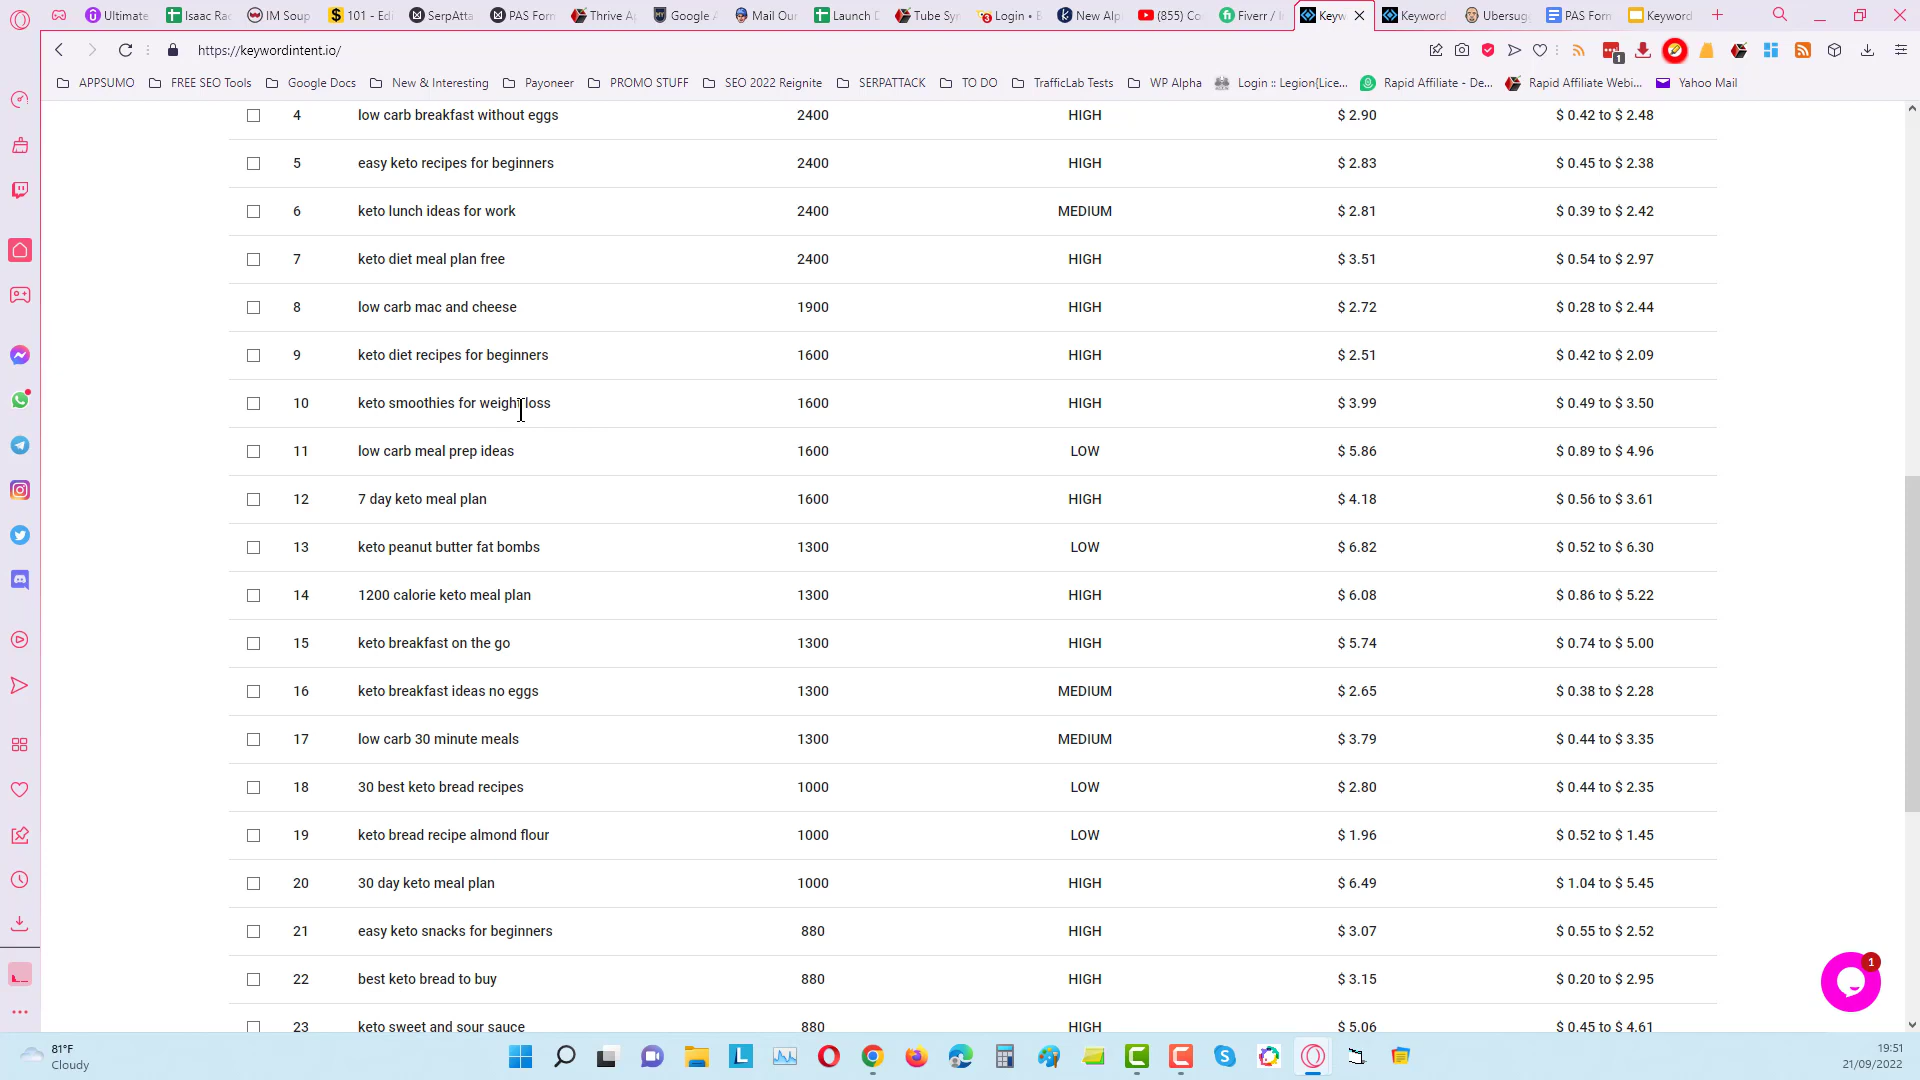 Ultimate
Isaac Rac
IM Soup
101 - Edi
SerpAtta
PAS Forn
Thrive Ap
Google A
Mail Our
Launch D
Tube Syn
Login • B
New Alp
(855) Co
Fiverr / I
Keyw
Keyword
Ubersug
PAS Forn
Keyword
https://keywordintent.io/
1
APPSUMO
FREE SEO Tools
Google Docs
New & Interesting
Payoneer
PROMO STUFF
SEO 2022 Reignite
SERPATTACK
TO DO
TrafficLab Tests
WP Alpha
Login :: Legion{Lice...
Rapid Affiliate - De...
Rapid Affiliate Webi...
Yahoo Mail
4 low carb breakfast without eggs 2400 HIGH $ 2.90 $ 0.42 to $ 2.48
5 easy keto recipes for beginners 2400 HIGH $ 2.83 $ 0.45 to $ 2.38
6 keto lunch ideas for work 2400 MEDIUM $ 2.81 $ 0.39 to $ 2.42
7 keto diet meal plan free 2400 HIGH $ 3.51 $ 0.54 to $ 2.97
8 low carb mac and cheese 1900 HIGH $ 2.72 $ 0.28 to $ 2.44
9 keto diet recipes for beginners 1600 HIGH $ 2.51 $ 0.42 to $ 2.09
10 keto smoothies for weight loss 1600 HIGH $ 3.99 $ 0.49 to $ 3.50
11 low carb meal prep ideas 1600 LOW $ 5.86 $ 0.89 to $ 4.96
12 7 day keto meal plan 1600 HIGH $ 4.18 $ 0.56 to $ 3.61
13 keto peanut butter fat bombs 1300 LOW $ 6.82 $ 0.52 to $ 6.30
14 1200 calorie keto meal plan 1300 HIGH $ 6.08 $ 0.86 to $ 5.22
15 keto breakfast on the go 1300 HIGH $ 5.74 $ 0.74 to $ 5.00
16 keto breakfast ideas no eggs 1300 MEDIUM $ 2.65 $ 0.38 to $ 2.28
17 low carb 30 minute meals 1300 MEDIUM $ 3.79 $ 0.44 to $ 3.35
18 30 best keto bread recipes 1000 LOW $ 2.80 $ 0.44 to $ 2.35
19 keto bread recipe almond flour 1000 LOW $ 1.96 $ 0.52 to $ 1.45
20 30 day keto meal plan 1000 HIGH $ 6.49 $ 1.04 to $ 5.45
21 easy keto snacks for beginners 880 HIGH $ 3.07 $ 0.55 to $ 2.52
22 best keto bread to buy 880 HIGH $ 3.15 $ 0.20 to $ 2.95
23 keto sweet and sour sauce 880 HIGH $ 5.06 $ 0.45 to $ 4.61
1
81°F
Cloudy
19:51
21/09/2022